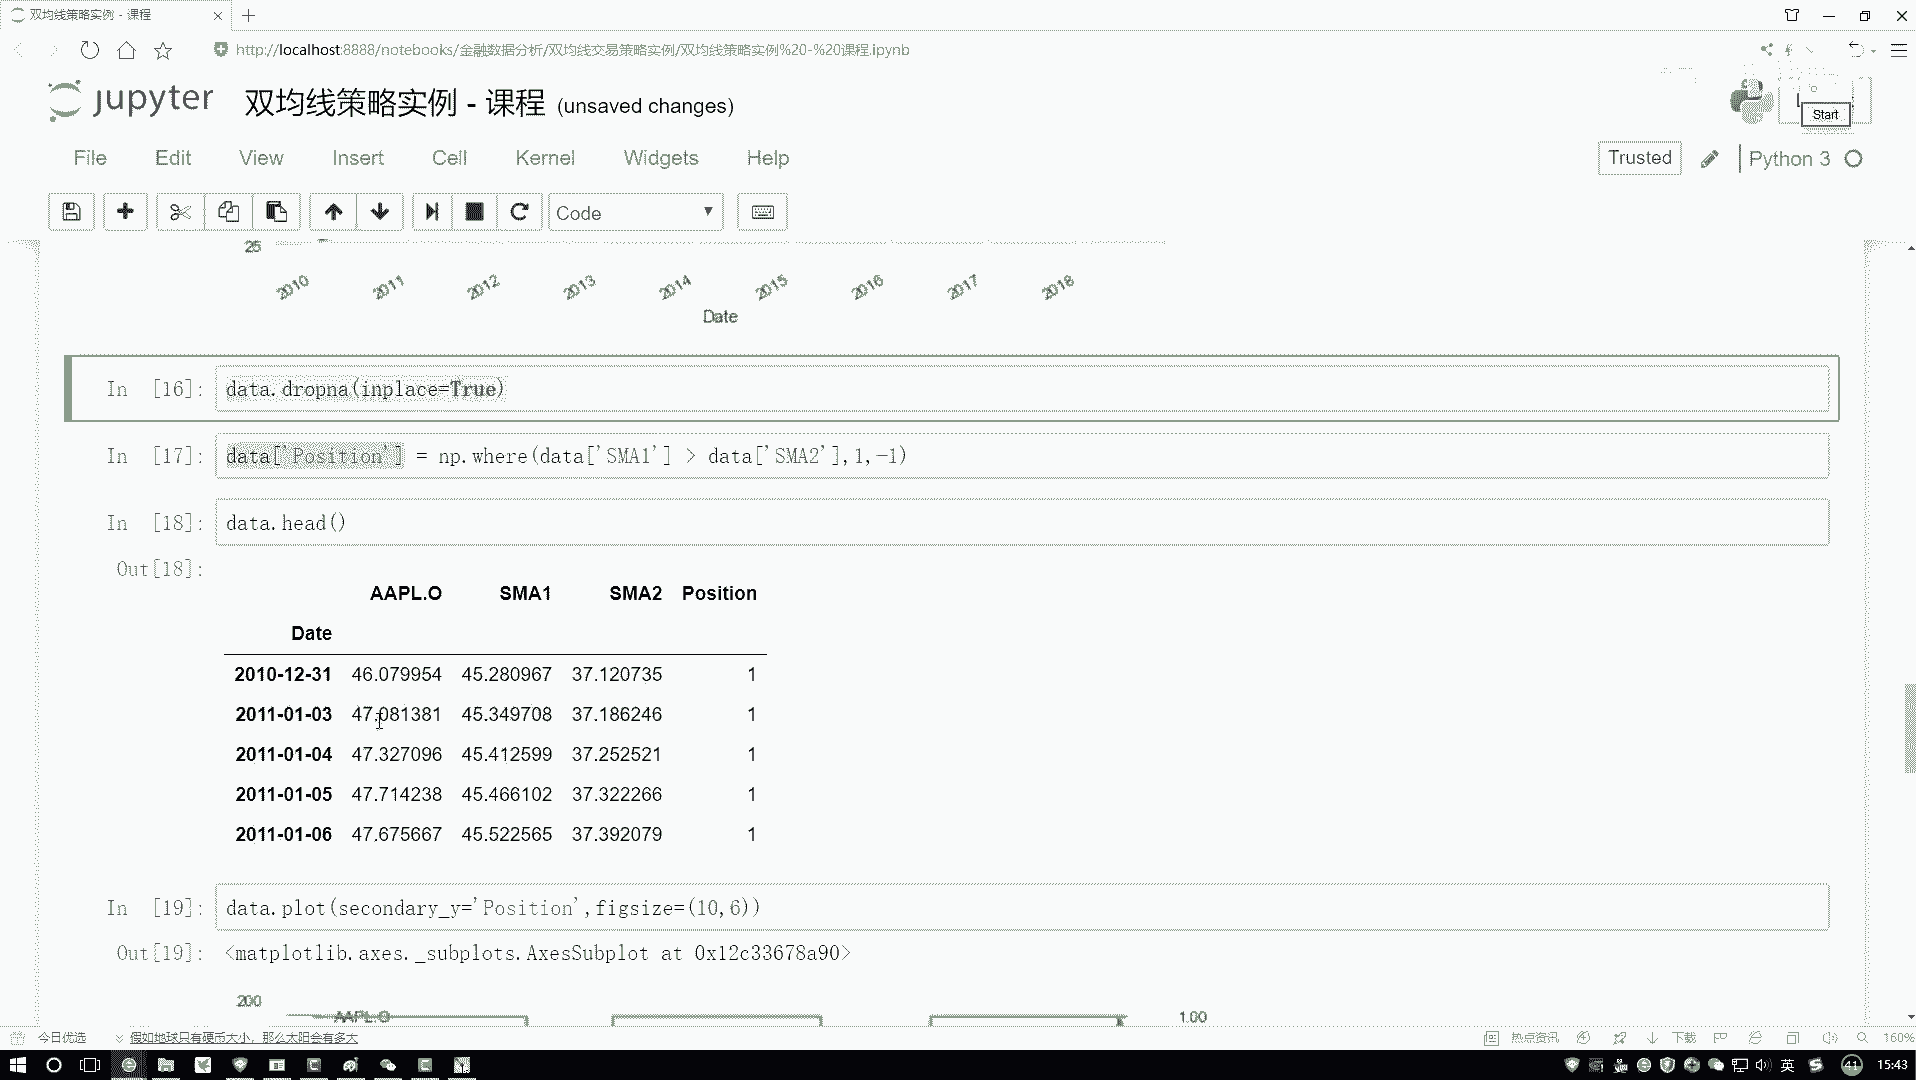 双均线策略实例 - 课程
http://localhost:8888/notebooks/金融数据分析/双均线交易策略实例/双均线策略实例%20-%20课程.ipynb
jupyter 双均线策略实例 - 课程 (unsaved changes)
Start
File Edit View Insert Cell Kernel Widgets Help
Trusted Python 3
Code
25
2010 2011 2012 2013 2014 2015 2016 2017 2018
Date
In [16]: data.dropna(inplace=True)
In [17]: data['Position'] = np.where(data['SMA1'] > data['SMA2'],1,-1)
In [18]: data.head()
Out[18]:
AAPL.O SMA1 SMA2 Position
Date
2010-12-31 46.079954 45.280967 37.120735 1
2011-01-03 47.081381 45.349708 37.186246 1
2011-01-04 47.327096 45.412599 37.252521 1
2011-01-05 47.714238 45.466102 37.322266 1
2011-01-06 47.675667 45.522565 37.392079 1
In [19]: data.plot(secondary_y='Position',figsize=(10,6))
Out[19]: <matplotlib.axes._subplots.AxesSubplot at 0x12c33678a90>
200
AAPL.O
1.00
今日优选 假如地球只有硬币大小，那么太阳会有多大 热点资讯 下载 160%
英 41 15:43